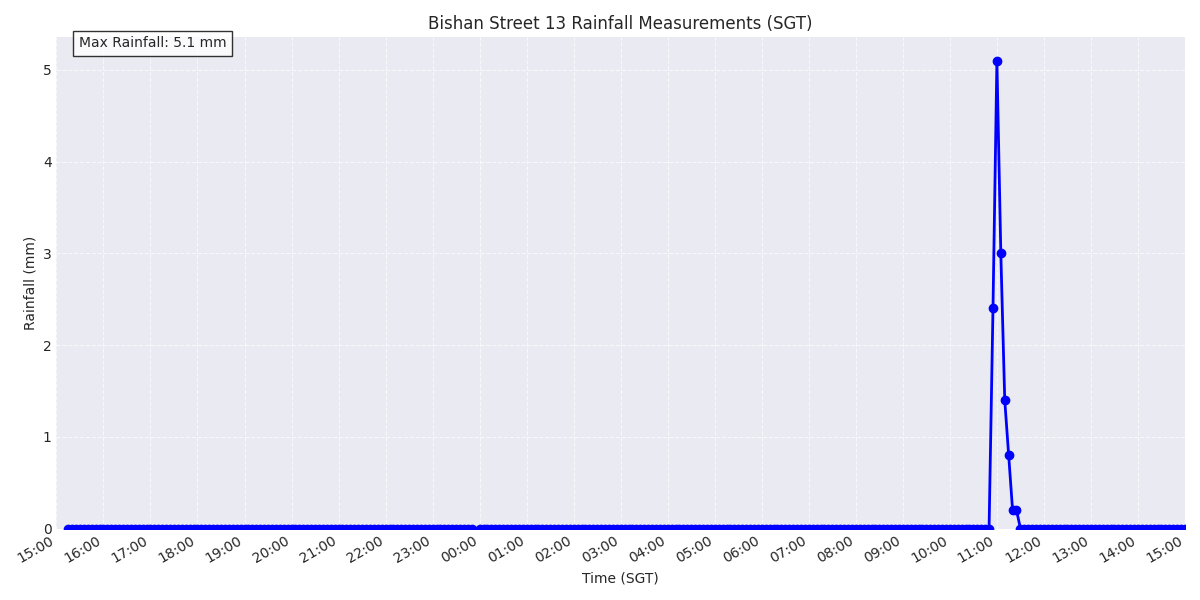 Bishan Street 13 Rainfall Measurements (SGT)
Max Rainfall: 5.1 mm
5
4
3
2
1
0
Rainfall (mm)
15:00 16:00 17:00 18:00 19:00 20:00 21:00 22:00 23:00 00:00 01:00 02:00 03:00 04:00 05:00 06:00 07:00 08:00 09:00 10:00 11:00 12:00 13:00 14:00 15:00
Time (SGT)